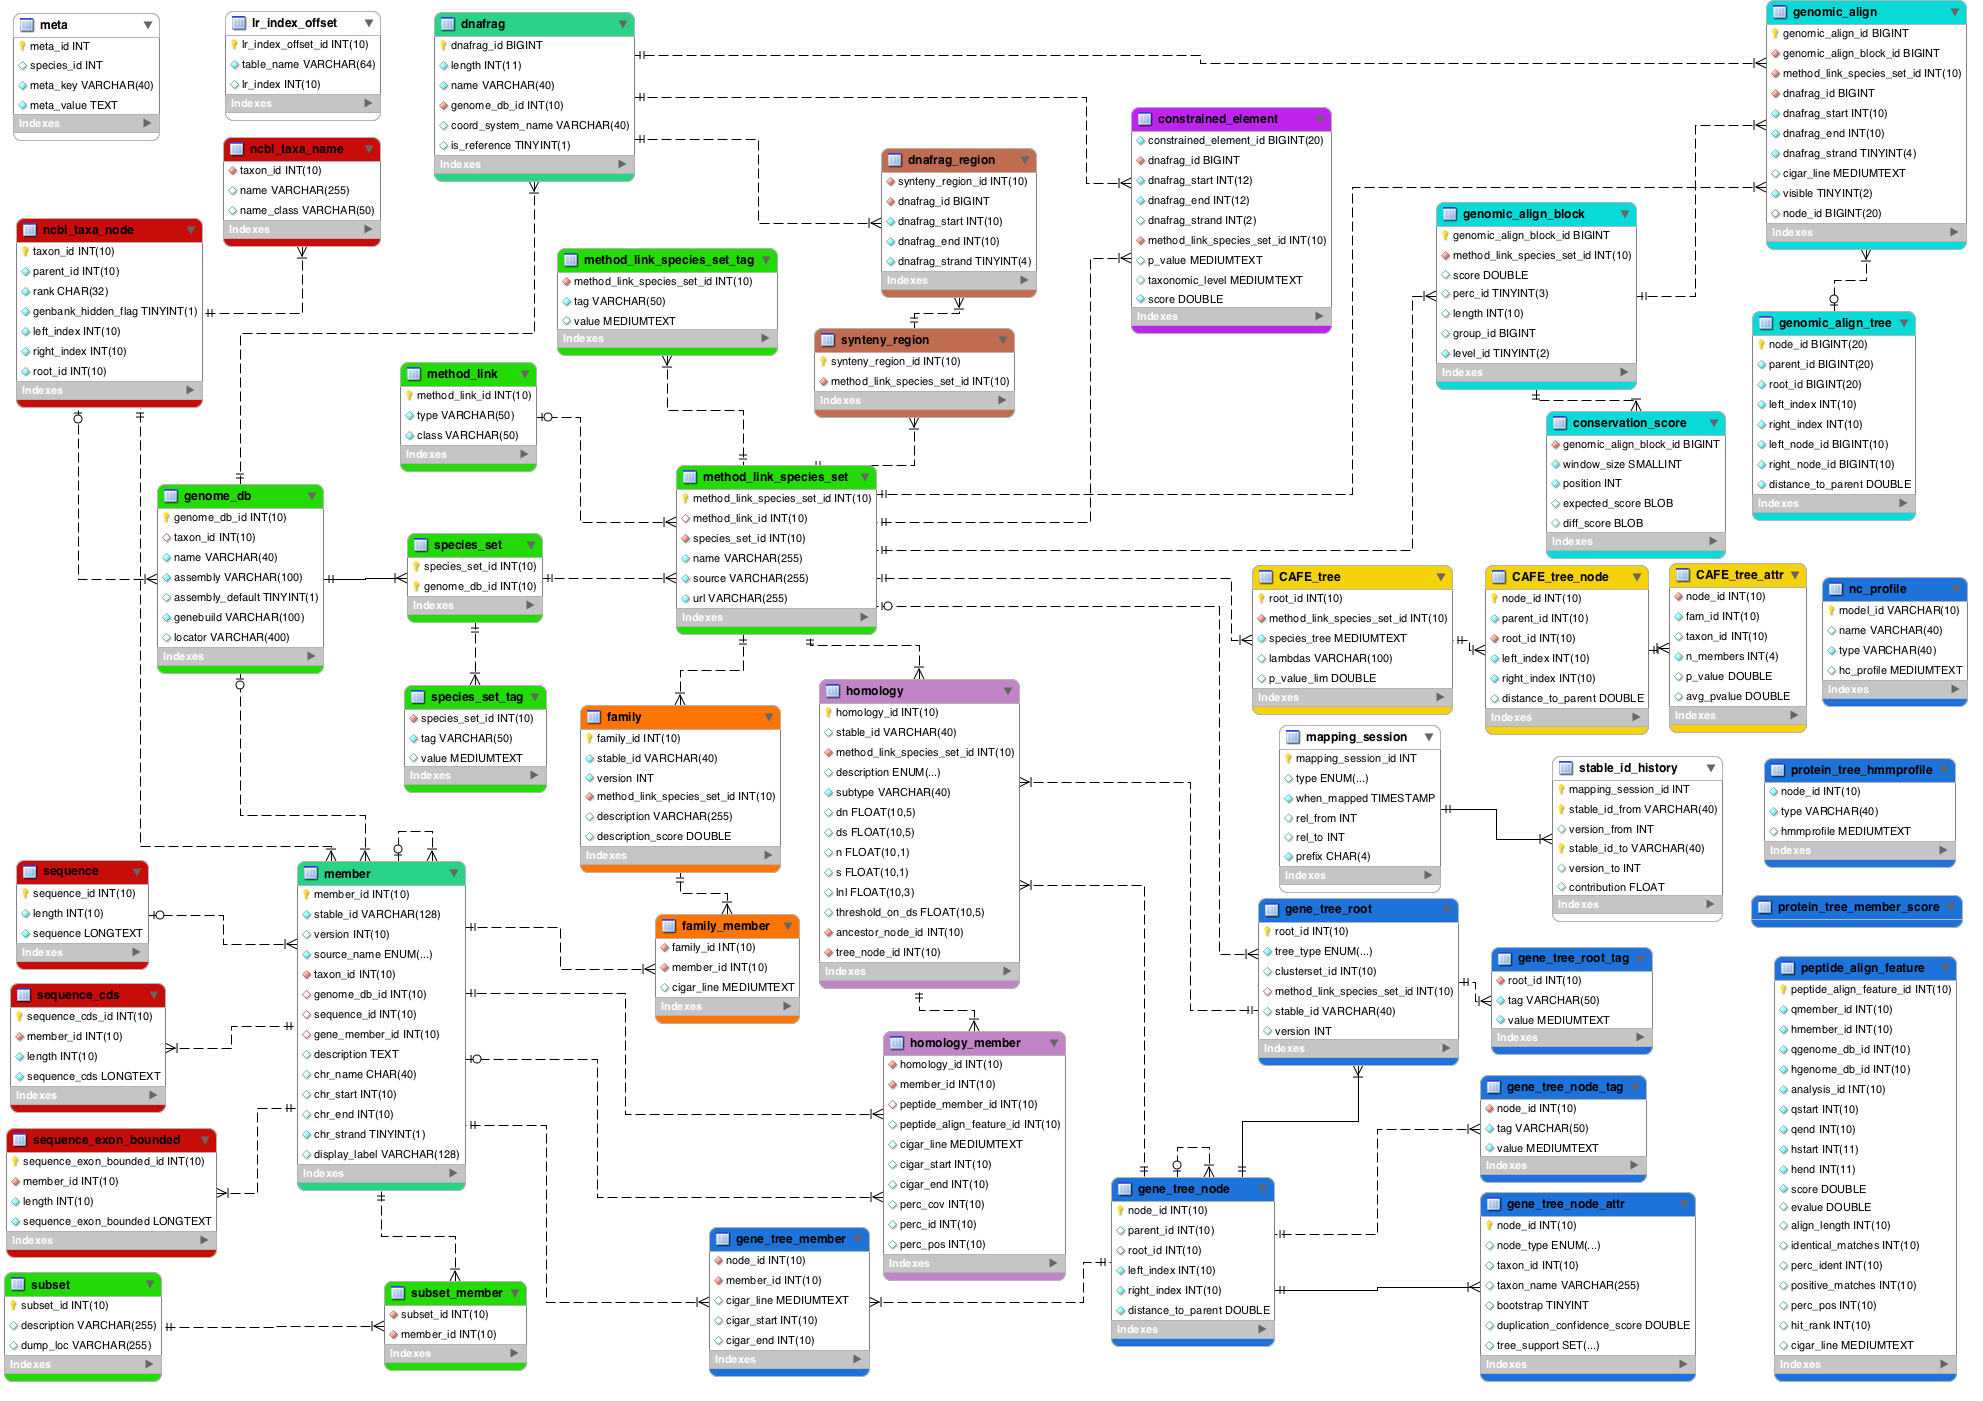 meta
meta_id INT
species_id INT
meta_key VARCHAR(40)
meta_value TEXT
Indexes
lr_index_offset
lr_index_offset_id INT(10)
table_name VARCHAR(64)
lr_index INT(10)
Indexes
dnafrag
dnafrag_id BIGINT
length INT(11)
name VARCHAR(40)
genome_db_id INT(10)
coord_system_name VARCHAR(40)
is_reference TINYINT(1)
Indexes
genomic_align
genomic_align_id BIGINT
genomic_align_block_id BIGINT
method_link_species_set_id INT(10)
dnafrag_id BIGINT
dnafrag_start INT(10)
dnafrag_end INT(10)
dnafrag_strand TINYINT(4)
cigar_line MEDIUMTEXT
visible TINYINT(2)
node_id BIGINT(20)
Indexes
ncbi_taxa_name
taxon_id INT(10)
name VARCHAR(255)
name_class VARCHAR(50)
Indexes
constrained_element
constrained_element_id BIGINT(20)
dnafrag_id BIGINT
dnafrag_start INT(12)
dnafrag_end INT(12)
dnafrag_strand INT(2)
method_link_species_set_id INT(10)
p_value MEDIUMTEXT
taxonomic_level MEDIUMTEXT
score DOUBLE
Indexes
dnafrag_region
synteny_region_id INT(10)
dnafrag_id BIGINT
dnafrag_start INT(10)
dnafrag_end INT(10)
dnafrag_strand TINYINT(4)
Indexes
genomic_align_block
genomic_align_block_id BIGINT
method_link_species_set_id INT(10)
score DOUBLE
perc_id TINYINT(3)
length INT(10)
group_id BIGINT
level_id TINYINT(2)
Indexes
ncbi_taxa_node
taxon_id INT(10)
parent_id INT(10)
rank CHAR(32)
genbank_hidden_flag TINYINT(1)
left_index INT(10)
right_index INT(10)
root_id INT(10)
Indexes
method_link_species_set_tag
method_link_species_set_id INT(10)
tag VARCHAR(50)
value MEDIUMTEXT
Indexes
synteny_region
synteny_region_id INT(10)
method_link_species_set_id INT(10)
Indexes
genomic_align_tree
node_id BIGINT(20)
parent_id BIGINT(20)
root_id BIGINT(20)
left_index INT(10)
right_index INT(10)
left_node_id BIGINT(10)
right_node_id BIGINT(10)
distance_to_parent DOUBLE
Indexes
method_link
method_link_id INT(10)
type VARCHAR(50)
class VARCHAR(50)
Indexes
conservation_score
genomic_align_block_id BIGINT
window_size SMALLINT
position INT
expected_score BLOB
diff_score BLOB
Indexes
method_link_species_set
method_link_species_set_id INT(10)
method_link_id INT(10)
species_set_id INT(10)
name VARCHAR(255)
source VARCHAR(255)
url VARCHAR(255)
Indexes
genome_db
genome_db_id INT(10)
taxon_id INT(10)
name VARCHAR(40)
assembly VARCHAR(100)
assembly_default TINYINT(1)
genebuild VARCHAR(100)
locator VARCHAR(400)
Indexes
species_set
species_set_id INT(10)
genome_db_id INT(10)
Indexes
CAFE_tree
root_id INT(10)
method_link_species_set_id INT(10)
species_tree MEDIUMTEXT
lambdas VARCHAR(100)
p_value_lim DOUBLE
Indexes
CAFE_tree_node
node_id INT(10)
parent_id INT(10)
root_id INT(10)
left_index INT(10)
right_index INT(10)
distance_to_parent DOUBLE
Indexes
CAFE_tree_attr
node_id INT(10)
fam_id INT(10)
taxon_id INT(10)
n_members INT(4)
p_value DOUBLE
avg_pvalue DOUBLE
Indexes
nc_profile
model_id VARCHAR(10)
name VARCHAR(40)
type VARCHAR(40)
hc_profile MEDIUMTEXT
Indexes
species_set_tag
species_set_id INT(10)
tag VARCHAR(50)
value MEDIUMTEXT
Indexes
family
family_id INT(10)
stable_id VARCHAR(40)
version INT
method_link_species_set_id INT(10)
description VARCHAR(255)
description_score DOUBLE
Indexes
homology
homology_id INT(10)
stable_id VARCHAR(40)
method_link_species_set_id INT(10)
description ENUM(...)
subtype VARCHAR(40)
dn FLOAT(10,5)
ds FLOAT(10,5)
n FLOAT(10,1)
s FLOAT(10,1)
lnl FLOAT(10,3)
threshold_on_ds FLOAT(10,5)
ancestor_node_id INT(10)
tree_node_id INT(10)
Indexes
mapping_session
mapping_session_id INT
type ENUM(...)
when_mapped TIMESTAMP
rel_from INT
rel_to INT
prefix CHAR(4)
Indexes
stable_id_history
mapping_session_id INT
stable_id_from VARCHAR(40)
version_from INT
stable_id_to VARCHAR(40)
version_to INT
contribution FLOAT
Indexes
protein_tree_hmmprofile
node_id INT(10)
type VARCHAR(40)
hmmprofile MEDIUMTEXT
Indexes
sequence
sequence_id INT(10)
length INT(10)
sequence LONGTEXT
Indexes
member
member_id INT(10)
stable_id VARCHAR(128)
version INT(10)
source_name ENUM(...)
taxon_id INT(10)
genome_db_id INT(10)
sequence_id INT(10)
gene_member_id INT(10)
description TEXT
chr_name CHAR(40)
chr_start INT(10)
chr_end INT(10)
chr_strand TINYINT(1)
display_label VARCHAR(128)
Indexes
family_member
family_id INT(10)
member_id INT(10)
cigar_line MEDIUMTEXT
Indexes
gene_tree_root
root_id INT(10)
tree_type ENUM(...)
clusterset_id INT(10)
method_link_species_set_id INT(10)
stable_id VARCHAR(40)
version INT
Indexes
protein_tree_member_score
gene_tree_root_tag
root_id INT(10)
tag VARCHAR(50)
value MEDIUMTEXT
Indexes
peptide_align_feature
peptide_align_feature_id INT(10)
qmember_id INT(10)
hmember_id INT(10)
qgenome_db_id INT(10)
hgenome_db_id INT(10)
analysis_id INT(10)
qstart INT(10)
qend INT(10)
hstart INT(11)
hend INT(11)
score DOUBLE
evalue DOUBLE
align_length INT(10)
identical_matches INT(10)
perc_ident INT(10)
positive_matches INT(10)
perc_pos INT(10)
hit_rank INT(10)
cigar_line MEDIUMTEXT
Indexes
sequence_cds
sequence_cds_id INT(10)
member_id INT(10)
length INT(10)
sequence_cds LONGTEXT
Indexes
homology_member
homology_id INT(10)
member_id INT(10)
peptide_member_id INT(10)
peptide_align_feature_id INT(10)
cigar_line MEDIUMTEXT
cigar_start INT(10)
cigar_end INT(10)
perc_cov INT(10)
perc_id INT(10)
perc_pos INT(10)
Indexes
gene_tree_node_tag
node_id INT(10)
tag VARCHAR(50)
value MEDIUMTEXT
Indexes
sequence_exon_bounded
sequence_exon_bounded_id INT(10)
member_id INT(10)
length INT(10)
sequence_exon_bounded LONGTEXT
Indexes
gene_tree_node
node_id INT(10)
parent_id INT(10)
root_id INT(10)
left_index INT(10)
right_index INT(10)
distance_to_parent DOUBLE
Indexes
gene_tree_node_attr
node_id INT(10)
node_type ENUM(...)
taxon_id INT(10)
taxon_name VARCHAR(255)
bootstrap TINYINT
duplication_confidence_score DOUBLE
tree_support SET(...)
Indexes
gene_tree_member
node_id INT(10)
member_id INT(10)
cigar_line MEDIUMTEXT
cigar_start INT(10)
cigar_end INT(10)
Indexes
subset
subset_id INT(10)
description VARCHAR(255)
dump_loc VARCHAR(255)
Indexes
subset_member
subset_id INT(10)
member_id INT(10)
Indexes